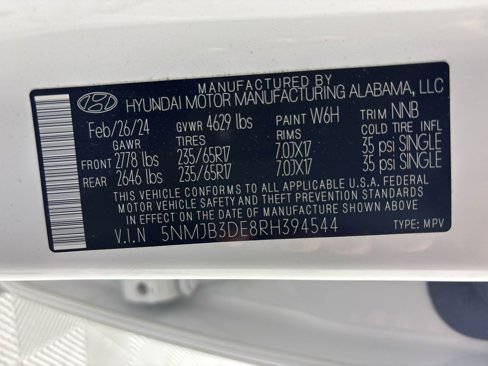 MANUFACTURED BY
HYUNDAI MOTOR MANUFACTURING ALABAMA, LLC
Feb/26/24 GVWR 4629 lbs PAINT W6H TRIM NNB
GAWR TIRES RIMS COLD TIRE INFL
FRONT 2778 lbs 235/65R17 7.0JX17 35 psi SINGLE
REAR 2646 lbs 235/65R17 7.0JX17 35 psi SINGLE
THIS VEHICLE CONFORMS TO ALL APPLICABLE U.S.A. FEDERAL
MOTOR VEHICLE SAFETY AND THEFT PREVENTION STANDARDS
IN EFFECT ON THE DATE OF MANUFACTURE SHOWN ABOVE
V.I.N 5NMJB3DE8RH394544 TYPE: MPV